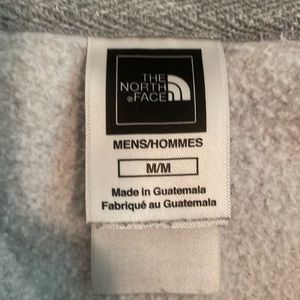 THE
NORTH
FACE
MENS/HOMMES
M/M
Made in Guatemala
Fabriqué au Guatemala